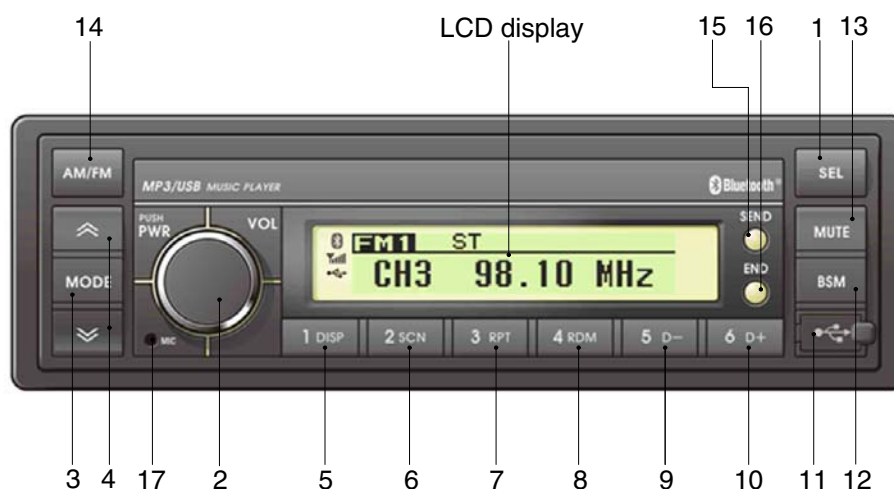 14
LCD display
15
16
1
13
AM/FM
MP3/USB MUSIC PLAYER
Bluetooth®
SEL
PUSH
PWR
VOL
SEND
MUTE
FM1 ST
CH3 98.10 MHz
MODE
END
BSM
MIC
1 DISP
2 SCN
3 RPT
4 RDM
5 D−
6 D+
3
4
17
2
5
6
7
8
9
10
11
12